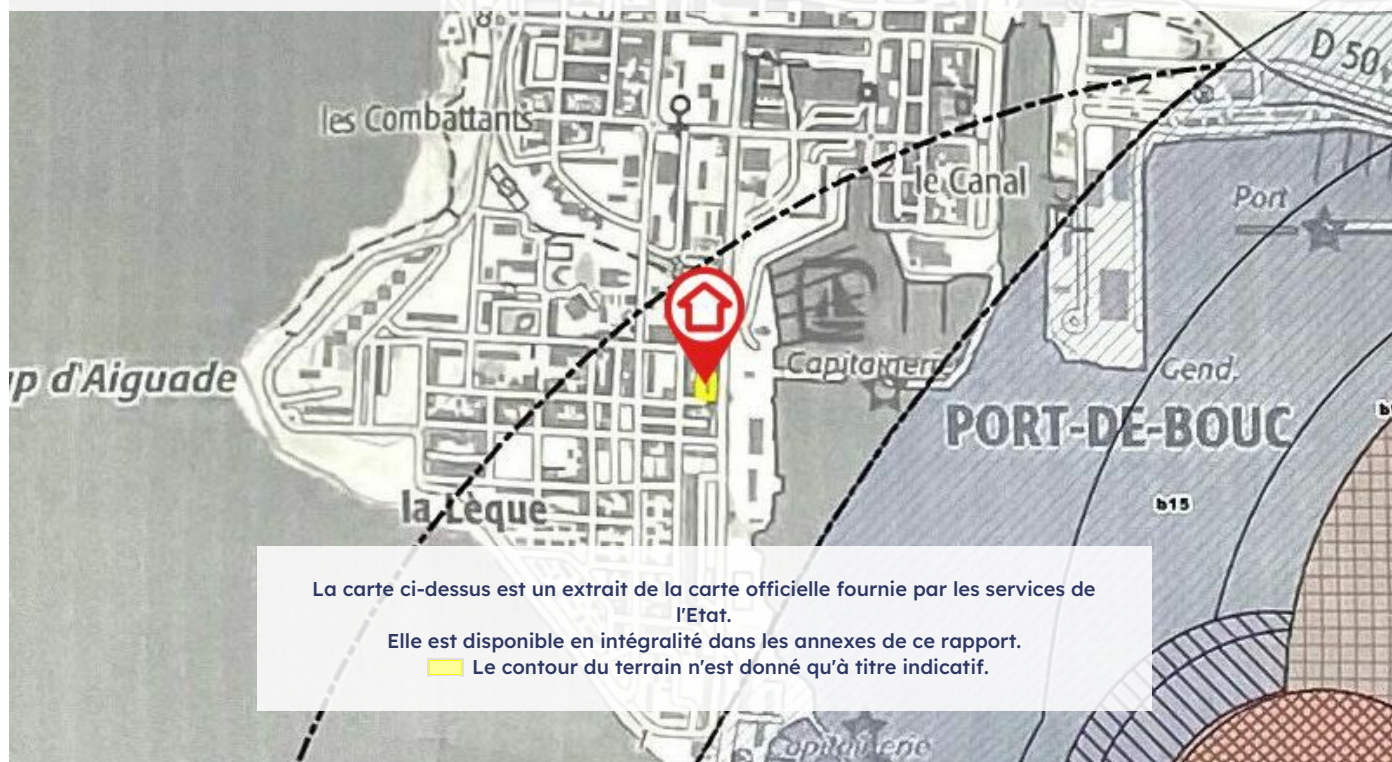 D 50
les Combattants
le Canal
Port
Capitainerie
Gend.
d'Aiguade
PORT-DE-BOUC
b15
la Lèque
La carte ci-dessus est un extrait de la carte officielle fournie par les services de
l'Etat.
Elle est disponible en intégralité dans les annexes de ce rapport.
Le contour du terrain n'est donné qu'à titre indicatif.
Capitainerie